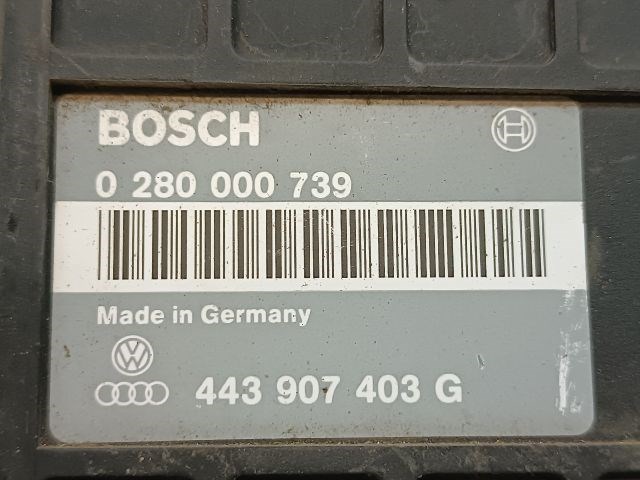 BOSCH
0 280 000 739
Made in Germany
443 907 403 G